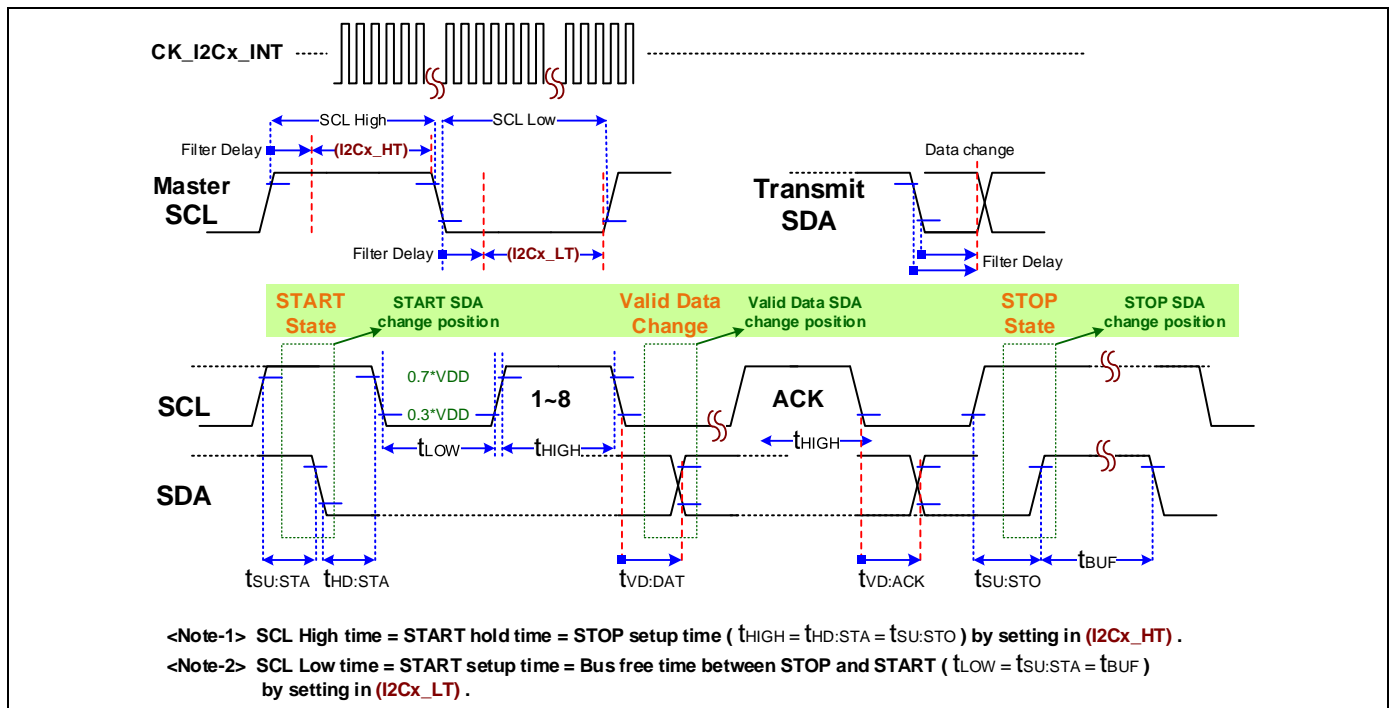 CK_I2Cx_INT
SCL High
SCL Low
Filter Delay
(I2Cx_HT)
Data change
Master
SCL
Transmit
SDA
Filter Delay
(I2Cx_LT)
Filter Delay
START
State
START SDA
change position
Valid Data
Change
Valid Data SDA
change position
STOP
State
STOP SDA
change position
SCL
0.7*VDD
0.3*VDD
1~8
ACK
tLOW
tHIGH
tHIGH
SDA
tSU:STA
tHD:STA
tVD:DAT
tVD:ACK
tSU:STO
tBUF
<Note-1> SCL High time = START hold time = STOP setup time ( tHIGH = tHD:STA = tSU:STO ) by setting in (I2Cx_HT) .
<Note-2> SCL Low time = START setup time = Bus free time between STOP and START ( tLOW = tSU:STA = tBUF )
by setting in (I2Cx_LT) .